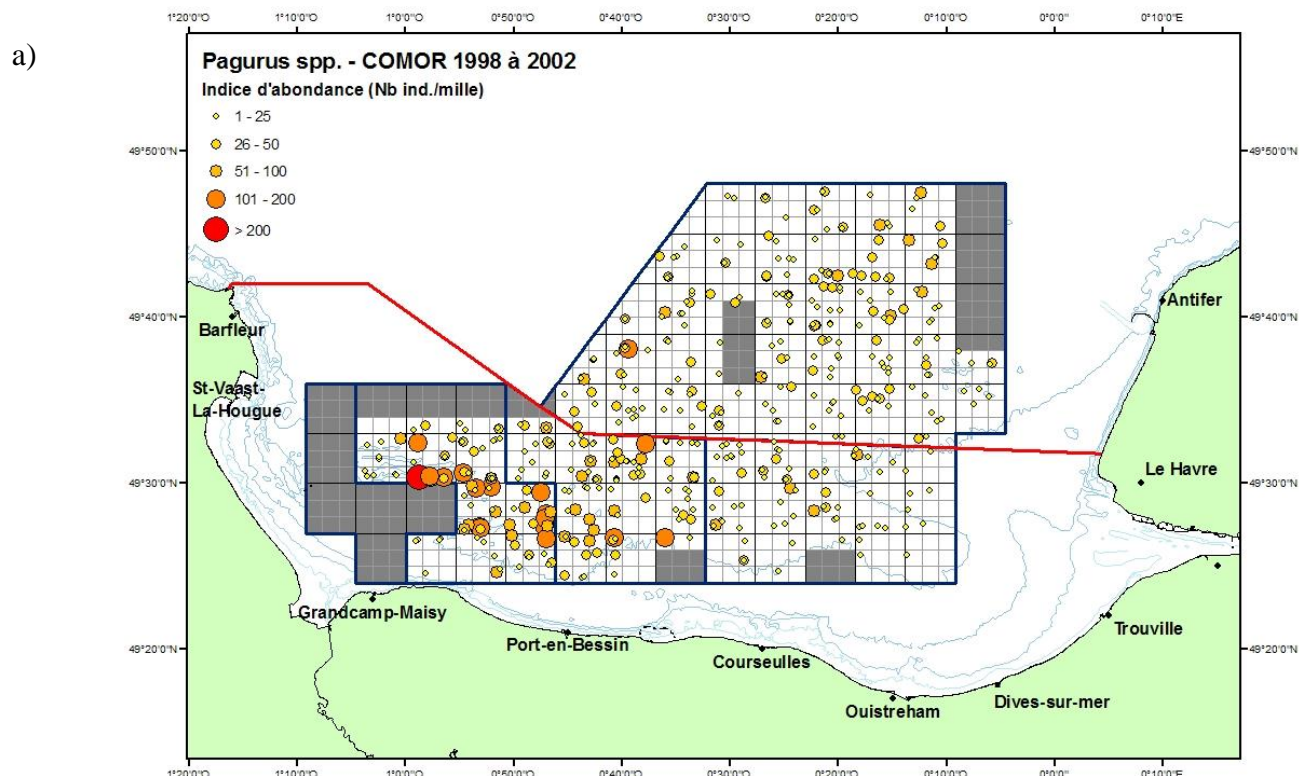 a)
1°20'0"O 1°10'0"O 1°0'0"O 0°50'0"O 0°40'0"O 0°30'0"O 0°20'0"O 0°10'0"O 0°0'0" 0°10'0"E
Pagurus spp. - COMOR 1998 à 2002
Indice d'abondance (Nb ind./mille)
1 - 25
26 - 50
51 - 100
101 - 200
> 200
49°50'0"N 49°50'0"N
Antifer
49°40'0"N 49°40'0"N
Barfleur
St-Vaast-
La-Hougue
Le Havre
49°30'0"N 49°30'0"N
Grandcamp-Maisy
Trouville
Port-en-Bessin
49°20'0"N 49°20'0"N
Courseulles
Dives-sur-mer
Ouistreham
1°20'0"O 1°10'0"O 1°0'0"O 0°50'0"O 0°40'0"O 0°30'0"O 0°20'0"O 0°10'0"O 0°0'0" 0°10'0"E